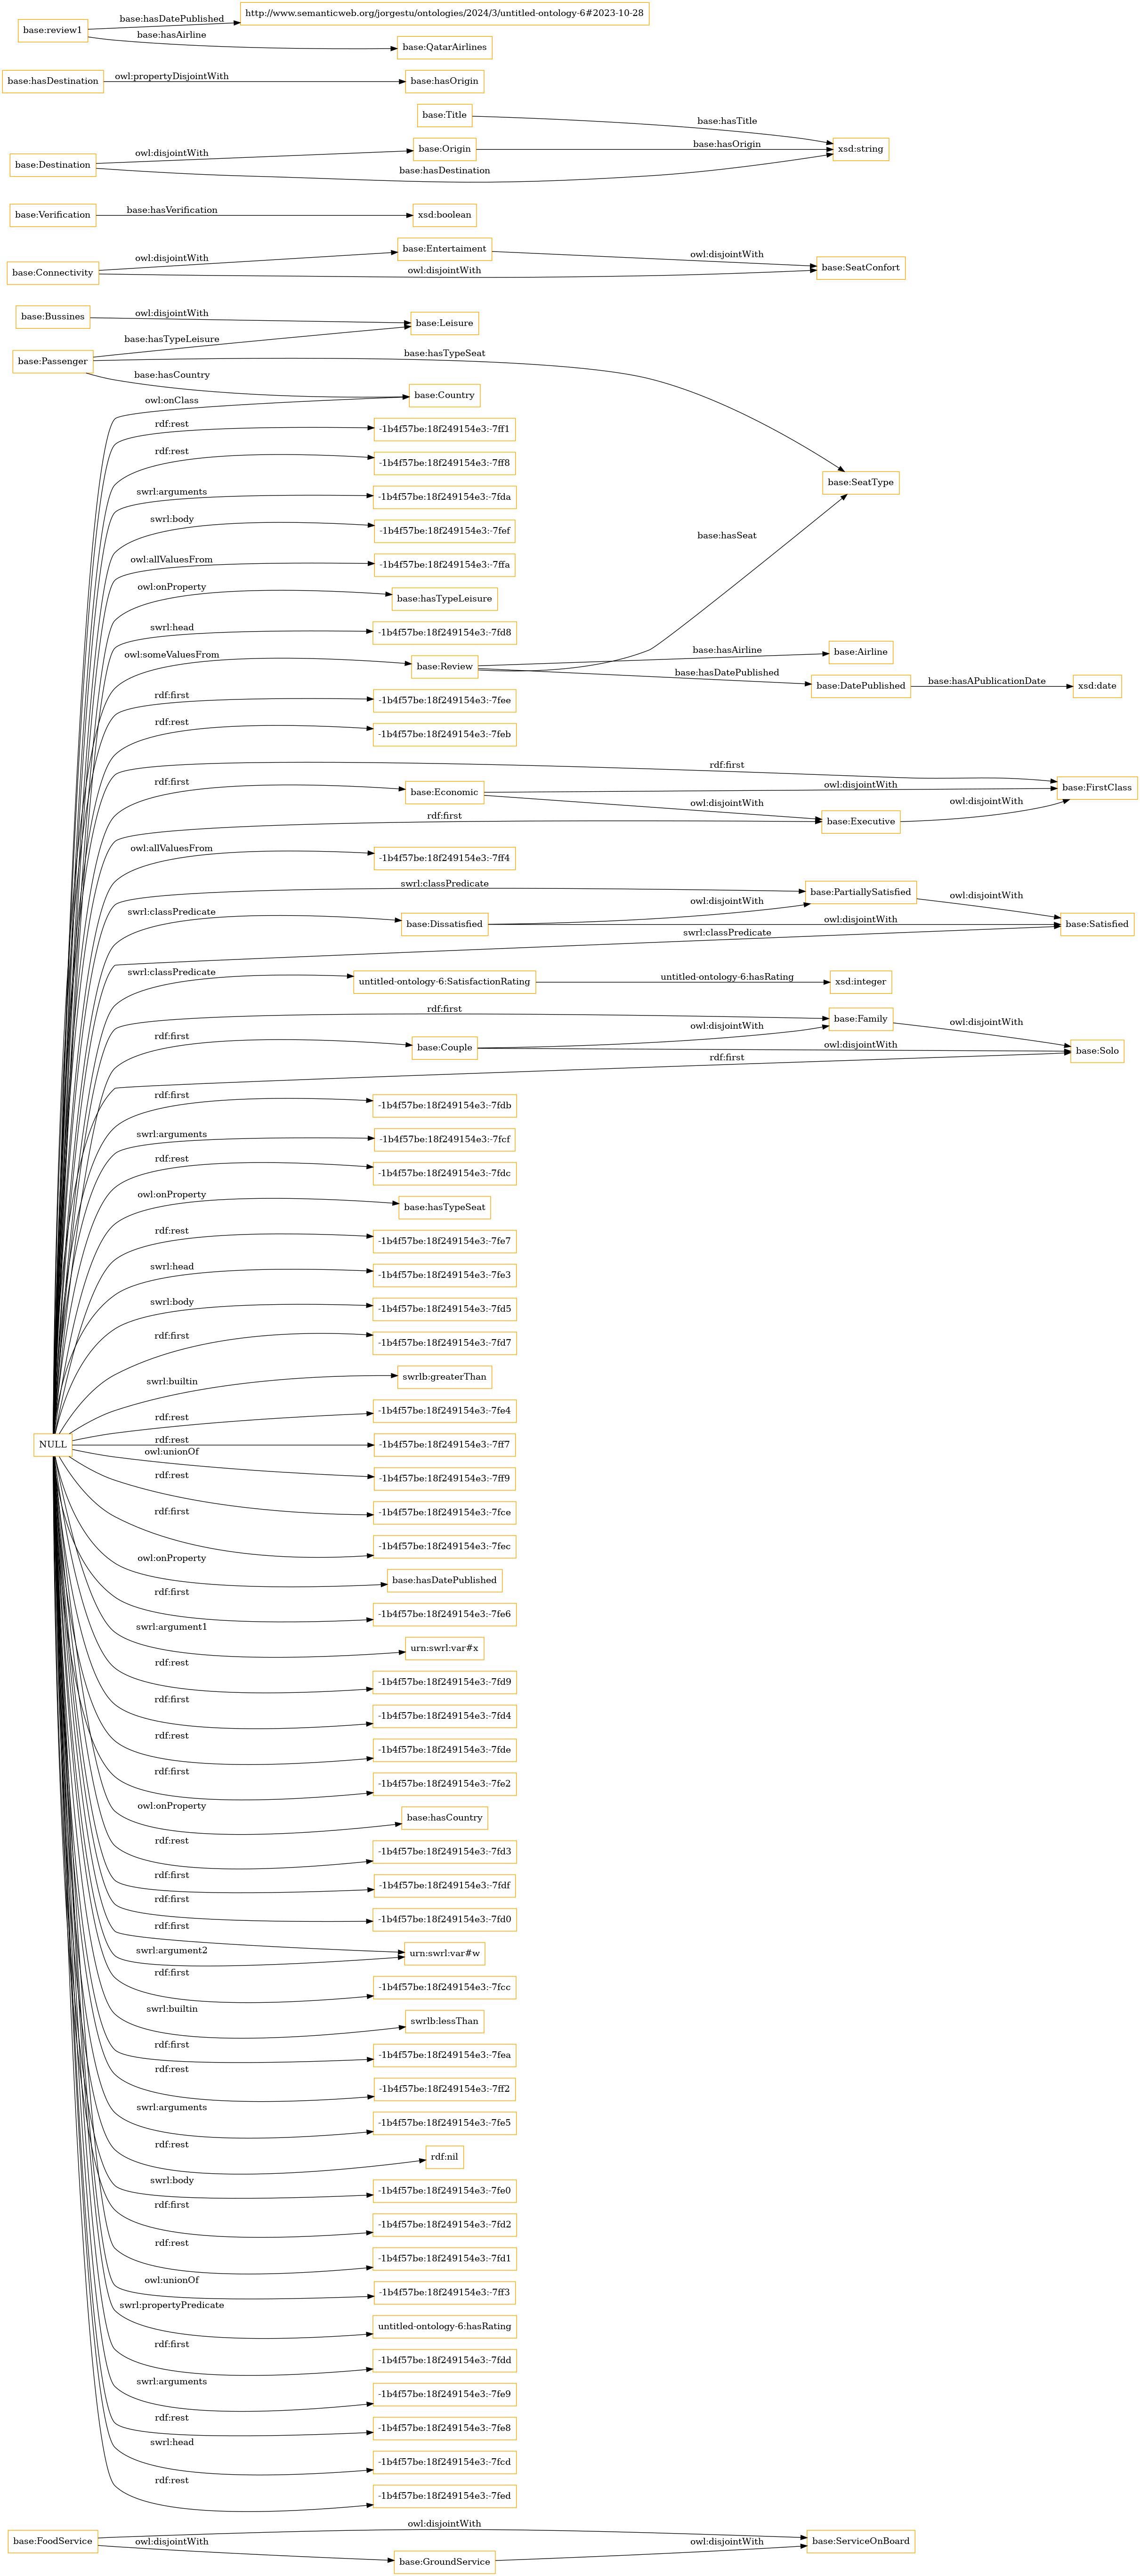 base:review1
base:hasDatePublished
http://www.semanticweb.org/jorgestu/ontologies/2024/3/untitled-ontology-6#2023-10-28
base:hasAirline
base:QatarAirlines
base:hasDestination
owl:propertyDisjointWith
base:hasOrigin
base:Title
base:hasTitle
base:Destination
owl:disjointWith
base:Origin
base:hasOrigin
xsd:string
base:hasDestination
base:Verification
base:hasVerification
xsd:boolean
base:Connectivity
owl:disjointWith
base:Entertaiment
owl:disjointWith
owl:disjointWith
base:SeatConfort
base:Bussines
owl:disjointWith
base:Leisure
base:Passenger
base:hasTypeLeisure
base:hasTypeSeat
base:hasCountry
base:Country
owl:onClass
rdf:rest
-1b4f57be:18f249154e3:-7ff1
rdf:rest
-1b4f57be:18f249154e3:-7ff8
base:SeatType
swrl:arguments
-1b4f57be:18f249154e3:-7fda
swrl:body
-1b4f57be:18f249154e3:-7fef
base:hasSeat
owl:allValuesFrom
-1b4f57be:18f249154e3:-7ffa
owl:onProperty
base:hasTypeLeisure
swrl:head
-1b4f57be:18f249154e3:-7fd8
owl:someValuesFrom
base:Review
base:hasAirline
base:Airline
base:hasDatePublished
base:DatePublished
base:hasAPublicationDate
xsd:date
rdf:first
-1b4f57be:18f249154e3:-7fee
rdf:rest
-1b4f57be:18f249154e3:-7feb
rdf:first
base:FirstClass
rdf:first
base:Economic
owl:disjointWith
owl:disjointWith
rdf:first
base:Executive
owl:disjointWith
owl:allValuesFrom
-1b4f57be:18f249154e3:-7ff4
swrl:classPredicate
base:PartiallySatisfied
owl:disjointWith
swrl:classPredicate
base:Dissatisfied
owl:disjointWith
owl:disjointWith
base:Satisfied
swrl:classPredicate
swrl:classPredicate
untitled-ontology-6:SatisfactionRating
untitled-ontology-6:hasRating
xsd:integer
rdf:first
base:Family
owl:disjointWith
rdf:first
base:Couple
owl:disjointWith
owl:disjointWith
base:Solo
rdf:first
rdf:first
-1b4f57be:18f249154e3:-7fdb
swrl:arguments
-1b4f57be:18f249154e3:-7fcf
rdf:rest
-1b4f57be:18f249154e3:-7fdc
owl:onProperty
base:hasTypeSeat
rdf:rest
-1b4f57be:18f249154e3:-7fe7
swrl:head
-1b4f57be:18f249154e3:-7fe3
swrl:body
-1b4f57be:18f249154e3:-7fd5
rdf:first
-1b4f57be:18f249154e3:-7fd7
swrl:builtin
swrlb:greaterThan
rdf:rest
-1b4f57be:18f249154e3:-7fe4
NULL
rdf:rest
-1b4f57be:18f249154e3:-7ff7
owl:unionOf
-1b4f57be:18f249154e3:-7ff9
rdf:rest
-1b4f57be:18f249154e3:-7fce
rdf:first
-1b4f57be:18f249154e3:-7fec
owl:onProperty
base:hasDatePublished
rdf:first
-1b4f57be:18f249154e3:-7fe6
swrl:argument1
urn:swrl:var#x
rdf:rest
-1b4f57be:18f249154e3:-7fd9
rdf:first
-1b4f57be:18f249154e3:-7fd4
rdf:rest
-1b4f57be:18f249154e3:-7fde
rdf:first
-1b4f57be:18f249154e3:-7fe2
owl:onProperty
base:hasCountry
rdf:rest
-1b4f57be:18f249154e3:-7fd3
rdf:first
-1b4f57be:18f249154e3:-7fdf
rdf:first
-1b4f57be:18f249154e3:-7fd0
rdf:first
swrl:argument2
urn:swrl:var#w
rdf:first
-1b4f57be:18f249154e3:-7fcc
swrl:builtin
swrlb:lessThan
rdf:first
-1b4f57be:18f249154e3:-7fea
rdf:rest
-1b4f57be:18f249154e3:-7ff2
swrl:arguments
-1b4f57be:18f249154e3:-7fe5
rdf:rest
rdf:nil
swrl:body
-1b4f57be:18f249154e3:-7fe0
rdf:first
-1b4f57be:18f249154e3:-7fd2
rdf:rest
-1b4f57be:18f249154e3:-7fd1
owl:unionOf
-1b4f57be:18f249154e3:-7ff3
swrl:propertyPredicate
untitled-ontology-6:hasRating
rdf:first
-1b4f57be:18f249154e3:-7fdd
swrl:arguments
-1b4f57be:18f249154e3:-7fe9
rdf:rest
-1b4f57be:18f249154e3:-7fe8
swrl:head
-1b4f57be:18f249154e3:-7fcd
rdf:rest
-1b4f57be:18f249154e3:-7fed
base:FoodService
owl:disjointWith
base:ServiceOnBoard
owl:disjointWith
base:GroundService
owl:disjointWith